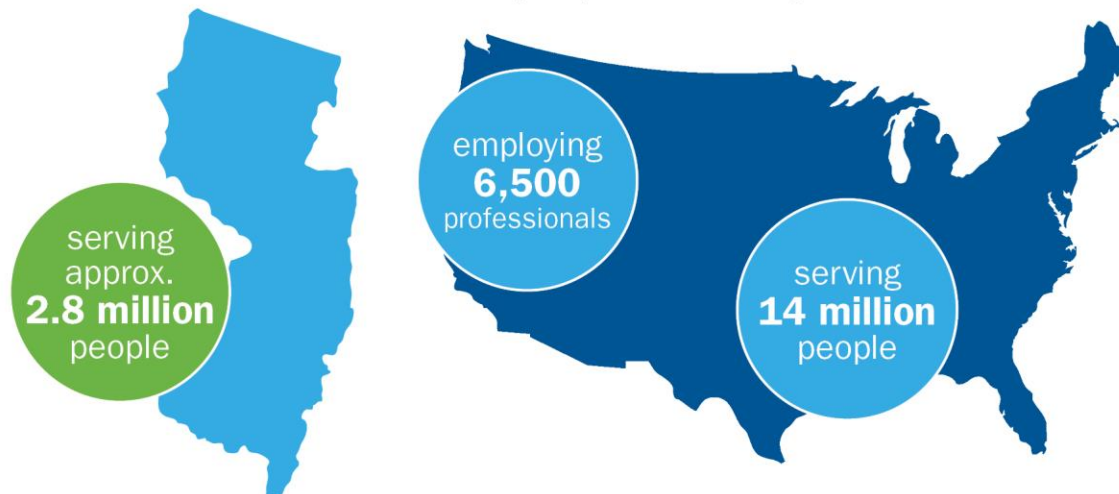 serving
approx.
2.8 million
people
employing
6,500
professionals
serving
14 million
people